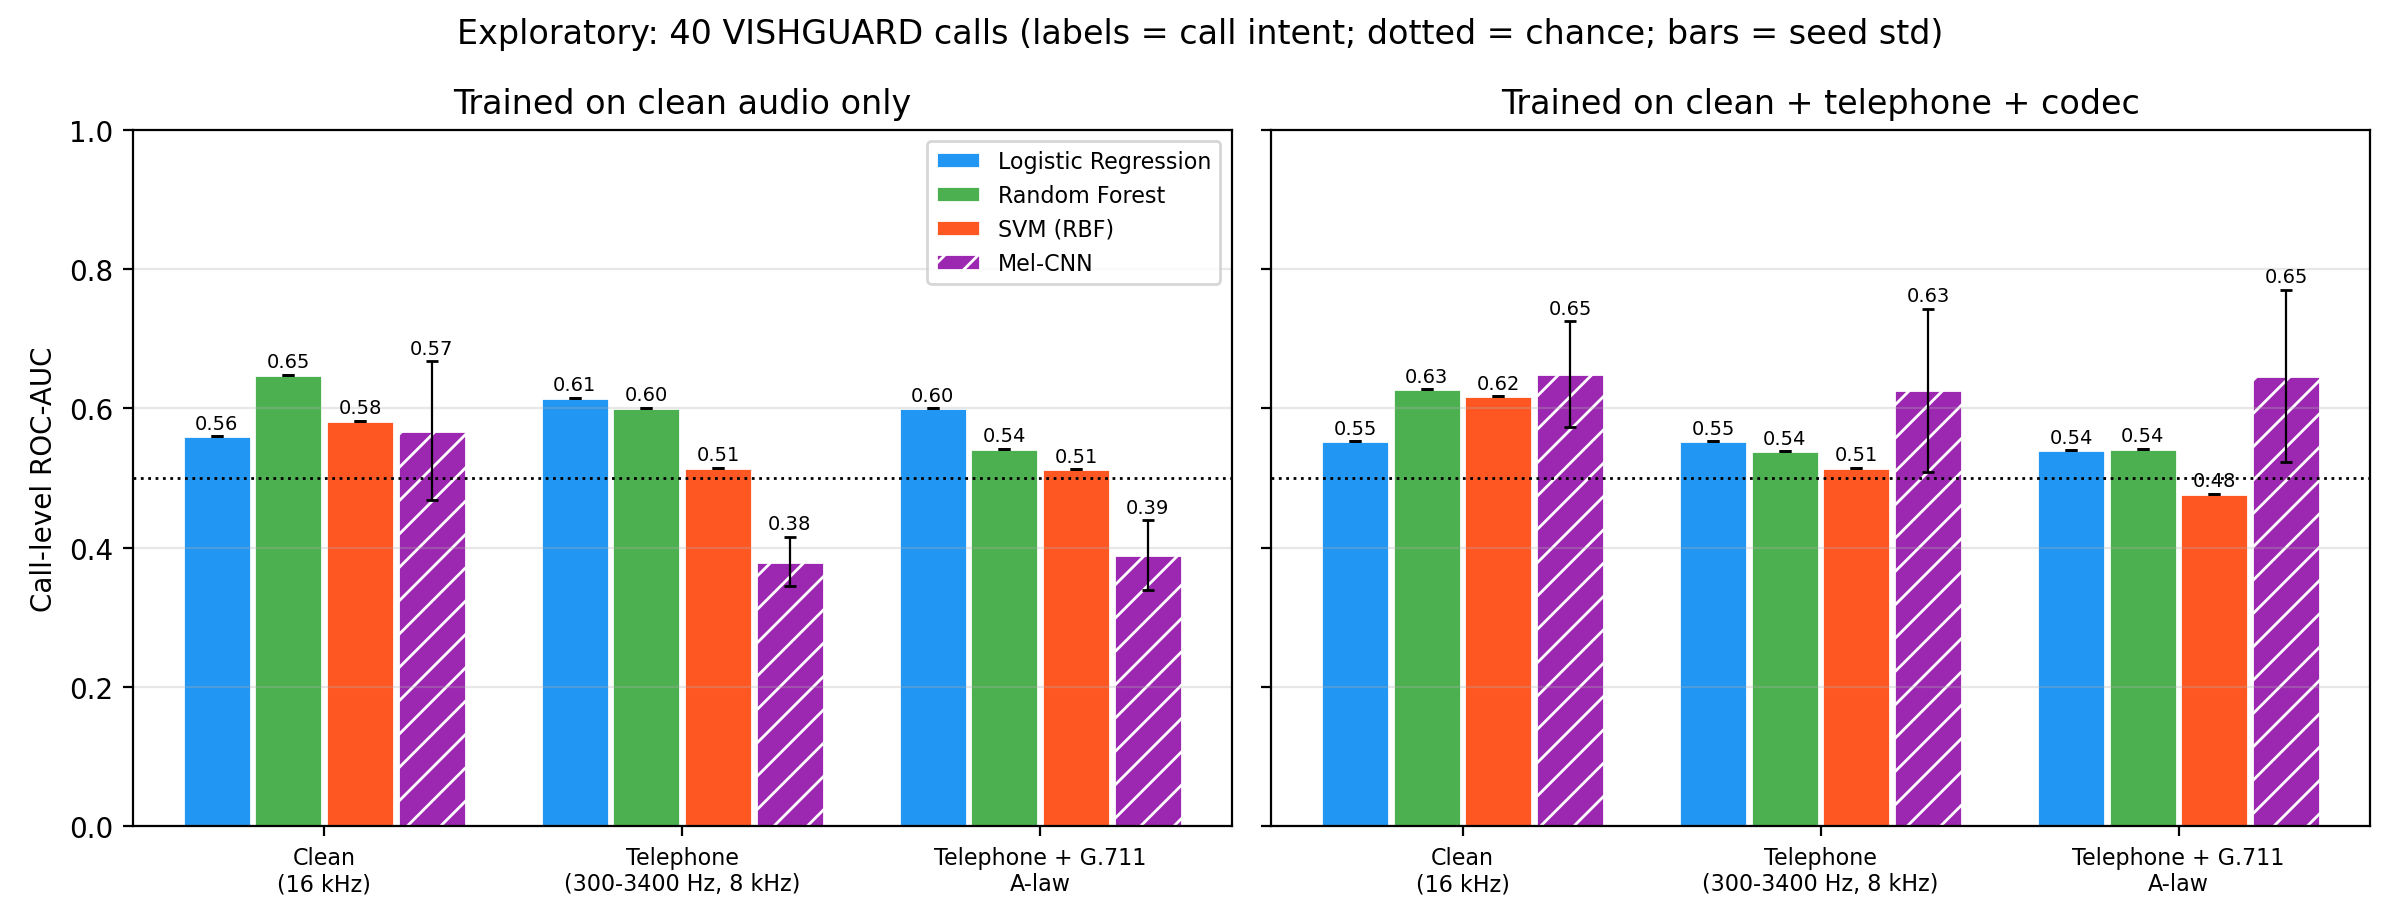 Exploratory: 40 VISHGUARD calls (labels = call intent; dotted = chance; bars = seed std)
Trained on clean audio only
Trained on clean + telephone + codec
Call-level ROC-AUC
1.0
0.8
0.6
0.4
0.2
0.0
Logistic Regression
Random Forest
SVM (RBF)
Mel-CNN
0.56
0.65
0.58
0.57
0.61
0.60
0.51
0.38
0.60
0.54
0.51
0.39
Clean
(16 kHz)
Telephone
(300-3400 Hz, 8 kHz)
Telephone + G.711
A-law
0.55
0.63
0.62
0.65
0.55
0.54
0.51
0.63
0.54
0.54
0.48
0.65
Clean
(16 kHz)
Telephone
(300-3400 Hz, 8 kHz)
Telephone + G.711
A-law